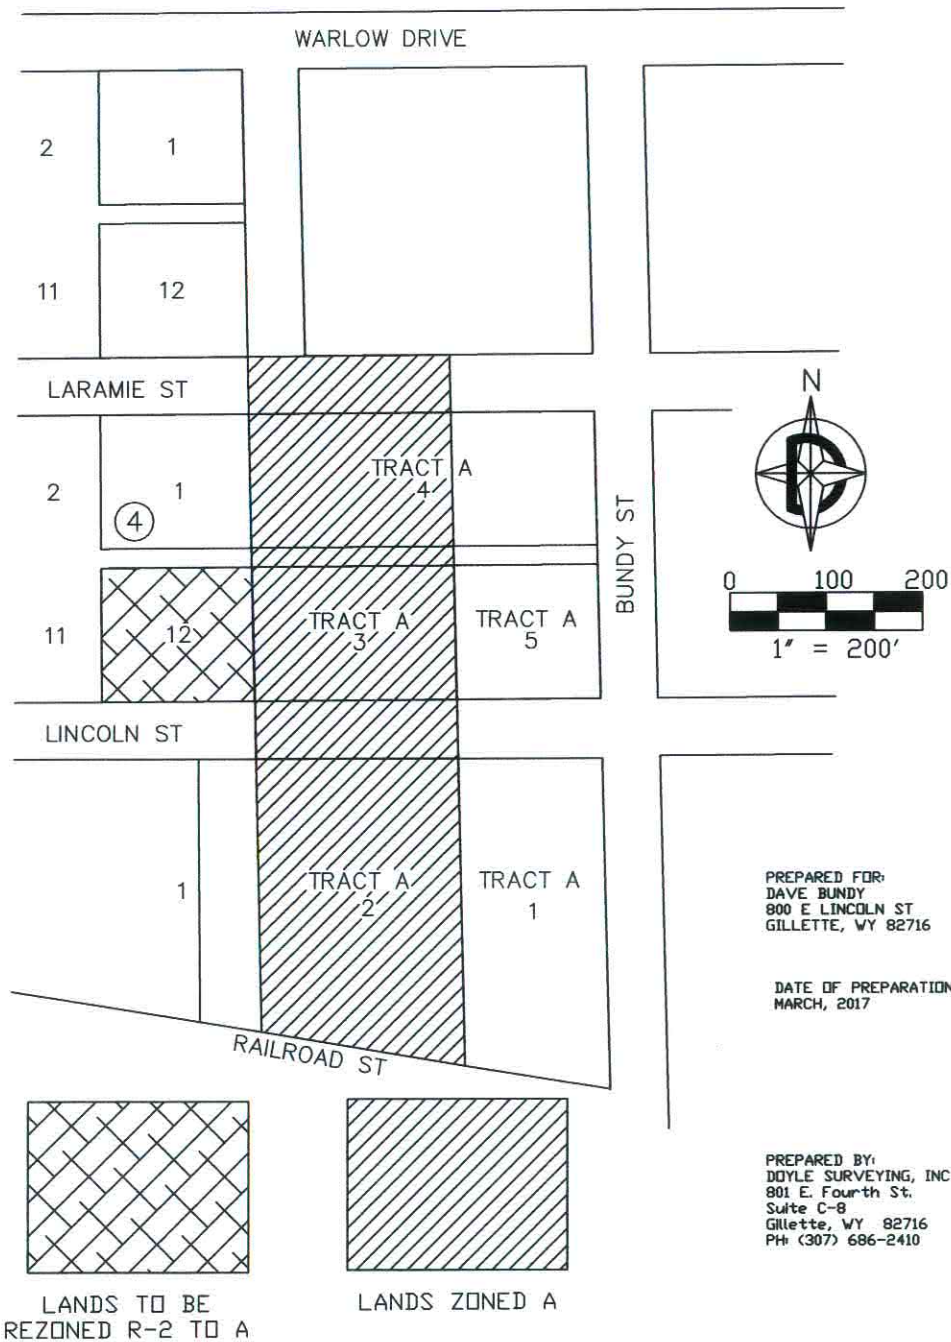 WARLOW DRIVE
2
1
11
12
LARAMIE ST
2
1
4
TRACT A
4
BUNDY ST
N
D
0 100 200
1" = 200'
11
12
TRACT A
3
TRACT A
5
LINCOLN ST
1
TRACT A
2
TRACT A
1
RAILROAD ST
PREPARED FOR:
DAVE BUNDY
800 E LINCOLN ST
GILLETTE, WY 82716
DATE OF PREPARATION
MARCH, 2017
PREPARED BY:
DOYLE SURVEYING, INC
801 E. Fourth St.
Suite C-8
Gillette, WY 82716
PH: (307) 686-2410
LANDS TO BE
REZONED R-2 TO A
LANDS ZONED A